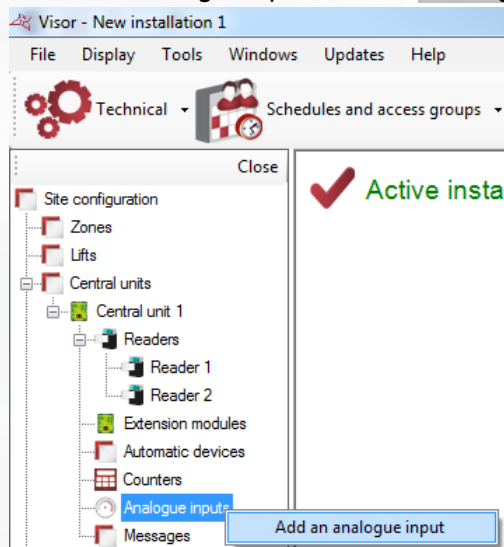 Visor - New installation 1
File Display Tools Windows Updates Help
Technical Schedules and access groups
Close
Active insta
Site configuration
Zones
Lifts
Central units
Central unit 1
Readers
Reader 1
Reader 2
Extension modules
Automatic devices
Counters
Analogue inputs
Add an analogue input
Messages